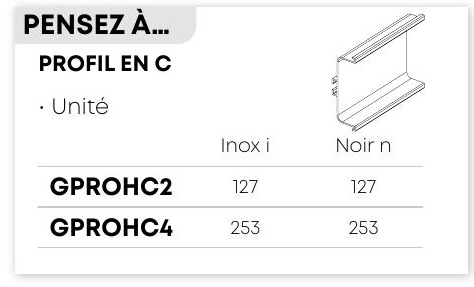 PENSEZ À...
PROFIL EN C
• Unité
Inox i Noir n
GPROHC2 127 127
GPROHC4 253 253